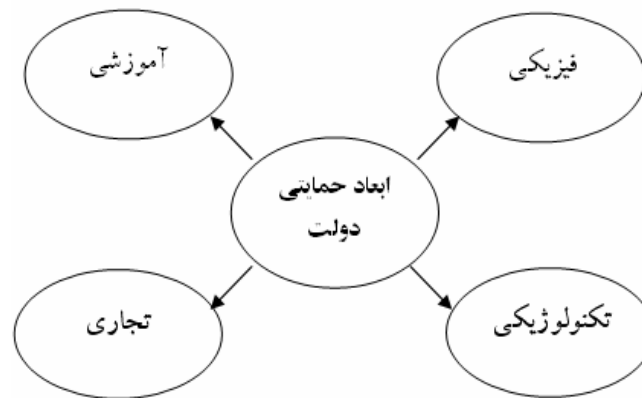 فیزیکی
آموزشی
ابعاد حمایتی
دولت
تکنولوژیکی
تجاری